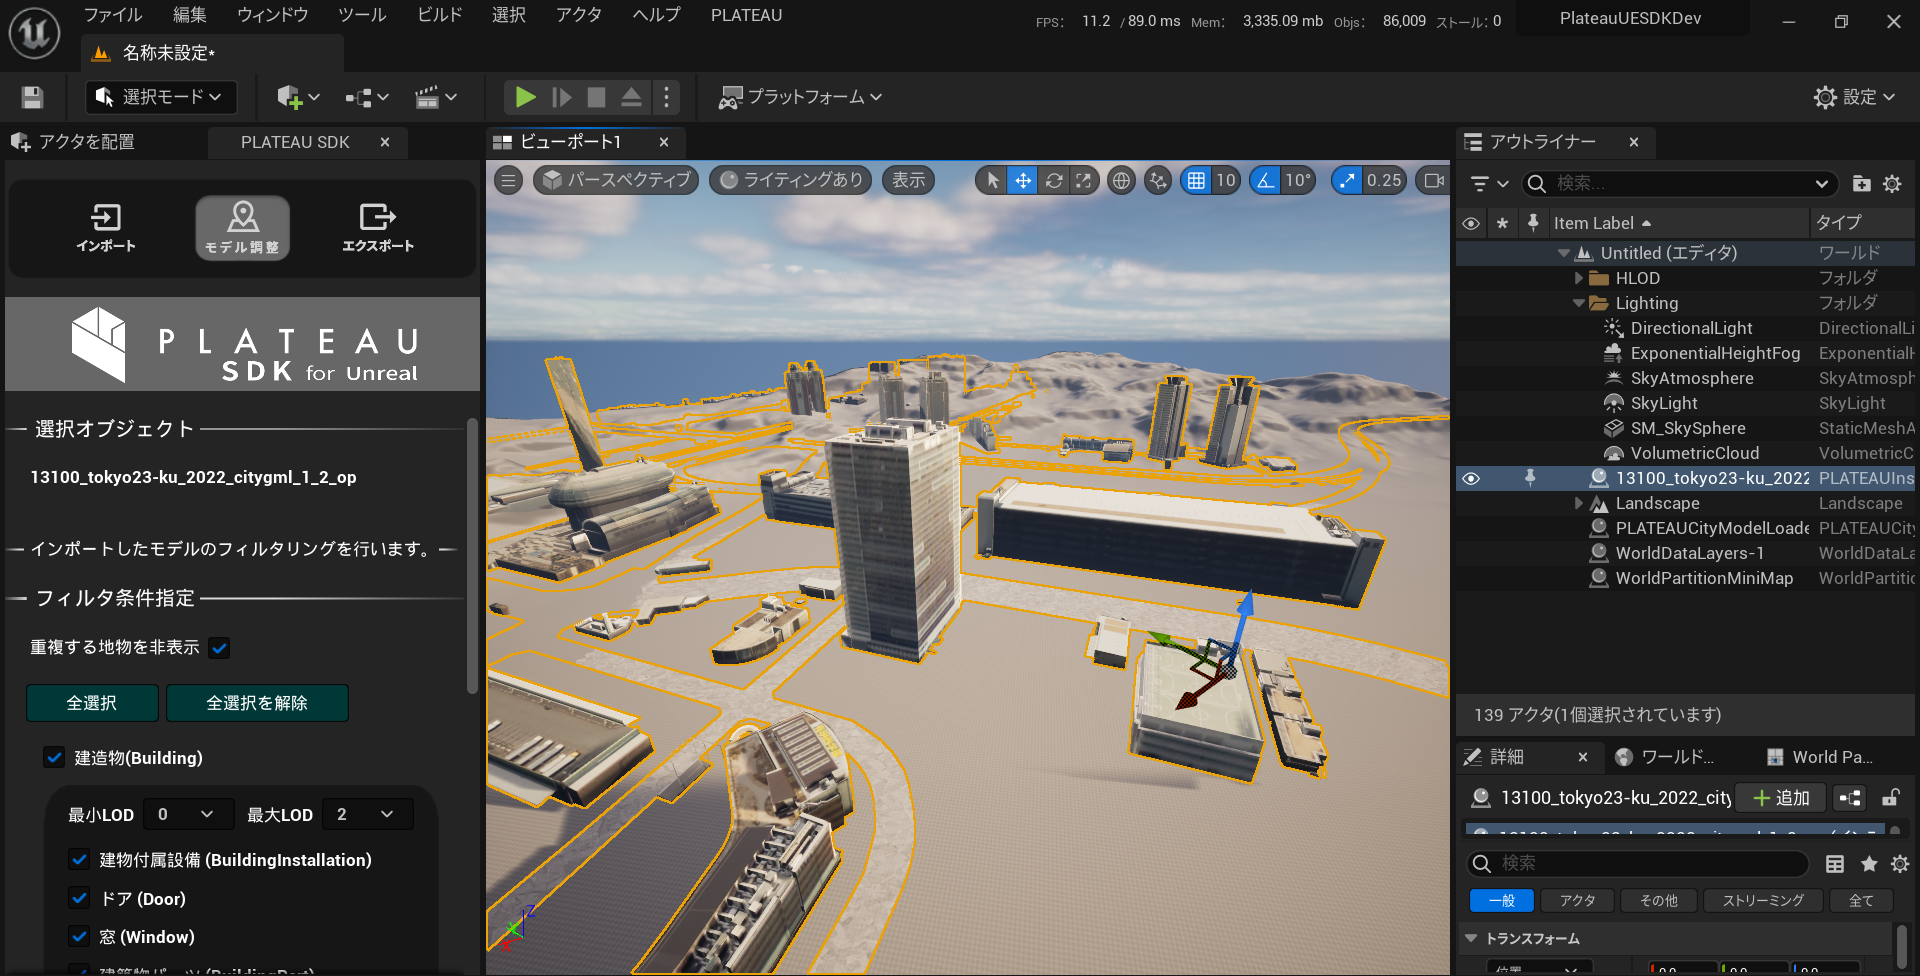 ファイル 編集 ウィンドウ ツール ビルド 選択 アクタ ヘルプ PLATEAU FPS: 11.2 / 89.0 ms Mem: 3,335.09 mb Objs: 86,009 ストール: 0 PlateauUESDKDev
名称未設定*
選択モード プラットフォーム 設定
アクタを配置 PLATEAU SDK ビューポート1 アウトライナー
インポート モデル調整 エクスポート
PLATEAU
SDK for Unreal
選択オブジェクト
13100_tokyo23-ku_2022_citygml_1_2_op
インポートしたモデルのフィルタリングを行います。
フィルタ条件指定
重複する地物を非表示
全選択 全選択を解除
建造物(Building)
最小LOD 0 最大LOD 2
建物付属設備 (BuildingInstallation)
ドア (Door)
窓 (Window)
パースペクティブ ライティングあり 表示 10 10° 0.25
Z
X
検索...
Item Label タイプ
Untitled (エディタ) ワールド
HLOD フォルダ
Lighting フォルダ
DirectionalLight DirectionalLi
ExponentialHeightFog ExponentialH
SkyAtmosphere SkyAtmosph
SkyLight SkyLight
SM_SkySphere StaticMeshA
VolumetricCloud VolumetricC
13100_tokyo23-ku_2022 PLATEAUIns
Landscape Landscape
PLATEAUCityModelLoade PLATEAUCity
WorldDataLayers-1 WorldDataLa
WorldPartitionMiniMap WorldPartitic
139 アクタ(1個選択されています)
詳細 ワールド... World Pa...
13100_tokyo23-ku_2022_city 追加
検索
一般 アクタ その他 ストリーミング 全て
トランスフォーム